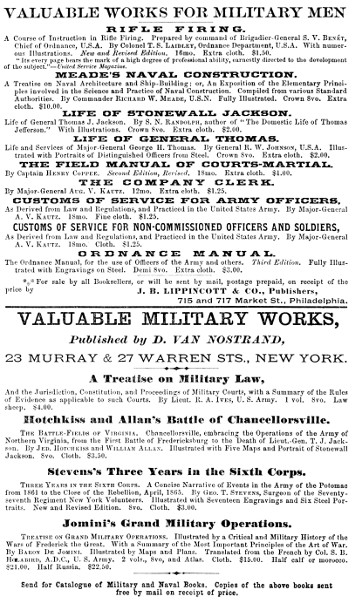 VALUABLE WORKS FOR MILITARY MEN
RIFLE FIRING.
A Course of Instruction in Rifle Firing. Prepared by command of Brigadier-General S. V. BENÉT,
Chief of Ordnance, U.S.A. By Colonel T. S. LAIDLEY, Ordnance Department, U.S.A. With numer-
ous Illustrations. New and Revised Edition. 16mo. Extra cloth. $1.50.
"Its every page bears the mark of a high degree of professional ability, earnestly directed to the development
of the subject."—United Service Magazine.
MEADE'S NAVAL CONSTRUCTION.
A Treatise on Naval Architecture and Ship-Building; or, an Exposition of the Elementary Princi-
ples involved in the Science and Practice of Naval Construction. Compiled from various Standard
Authorities. By Commander RICHARD W. MEADE, U.S.N. Fully Illustrated. Crown 8vo. Extra
cloth. $10.00.
LIFE OF STONEWALL JACKSON.
Life of General Thomas J. Jackson. By S. N. RANDOLPH, author of "The Domestic Life of Thomas
Jefferson." With Illustrations. Crown 8vo. Extra cloth. $2.00.
LIFE OF GENERAL THOMAS.
Life and Services of Major-General George H. Thomas. By General R. W. JOHNSON, U.S.A. Illus-
trated with Portraits of Distinguished Officers from Steel. Crown 8vo. Extra cloth. $2.00.
THE FIELD MANUAL OF COURTS-MARTIAL.
By Captain HENRY COPPEE. Second Edition, Revised. 18mo. Extra cloth. $1.00.
THE COMPANY CLERK.
By Major-General AUG. V. KAUTZ. 12mo. Extra cloth. $1.25.
CUSTOMS OF SERVICE FOR ARMY OFFICERS,
As Derived from Law and Regulations, and Practiced in the United States Army. By Major-General
A. V. KAUTZ. 18mo. Fine cloth. $1.25.
CUSTOMS OF SERVICE FOR NON-COMMISSIONED OFFICERS AND SOLDIERS,
As Derived from Law and Regulations, and Practiced in the United States Army. By Major-General
A. V. KAUTZ. 18mo. Cloth. $1.25.
ORDNANCE MANUAL.
The Ordnance Manual, for the use of Officers of the Army and others. Third Edition. Fully Illus-
trated with Engravings on Steel. Demi 8vo. Extra cloth. $3.00.
*⁎* For sale by all Booksellers, or will be sent by mail, postage prepaid, on receipt of the
price by J. B. LIPPINCOTT & CO., Publishers,
715 and 717 Market St., Philadelphia.
VALUABLE MILITARY WORKS,
Published by D. VAN NOSTRAND,
23 MURRAY & 27 WARREN STS., NEW YORK.
A Treatise on Military Law,
And the Jurisdiction, Constitution, and Proceedings of Military Courts, with a Summary of the Rules
of Evidence as applicable to such Courts. By Lieut. R. A. IVES, U. S. Army. 1 vol. 8vo. Law
sheep. $4.00.
Hotchkiss and Allan's Battle of Chancellorsville.
THE BATTLE-FIELDS OF VIRGINIA. Chancellorsville, embracing the Operations of the Army of
Northern Virginia, from the First Battle of Fredericksburg to the Death of Lieut.-Gen. T. J. Jack-
son. By JED. HOTCHKISS and WILLIAM ALLAN. Illustrated with Five Maps and Portrait of Stonewall
Jackson. 8vo. Cloth. $3.50.
Stevens's Three Years in the Sixth Corps.
THREE YEARS IN THE SIXTH CORPS. A Concise Narrative of Events in the Army of the Potomac
from 1861 to the Close of the Rebellion, April, 1865. By GEO. T. STEVENS, Surgeon of the Seventy-
seventh Regiment New York Volunteers. Illustrated with Seventeen Engravings and Six Steel Por-
traits. New and Revised Edition. 8vo. Cloth. $3.00.
Jomini's Grand Military Operations.
TREATISE ON GRAND MILITARY OPERATIONS. Illustrated by a Critical and Military History of the
Wars of Frederick the Great. With a Summary of the Most Important Principles of the Art of War.
By BARON DE JOMINI. Illustrated by Maps and Plans. Translated from the French by Col. S. B.
HOLABIRD, A.D.C., U. S. Army. 2 vols., 8vo, and Atlas. Cloth. $15.00. Half calf or morocco.
$21.00. Half Russia. $22.50.
Send for Catalogue of Military and Naval Books. Copies of the above books sent
free by mail on receipt of price.